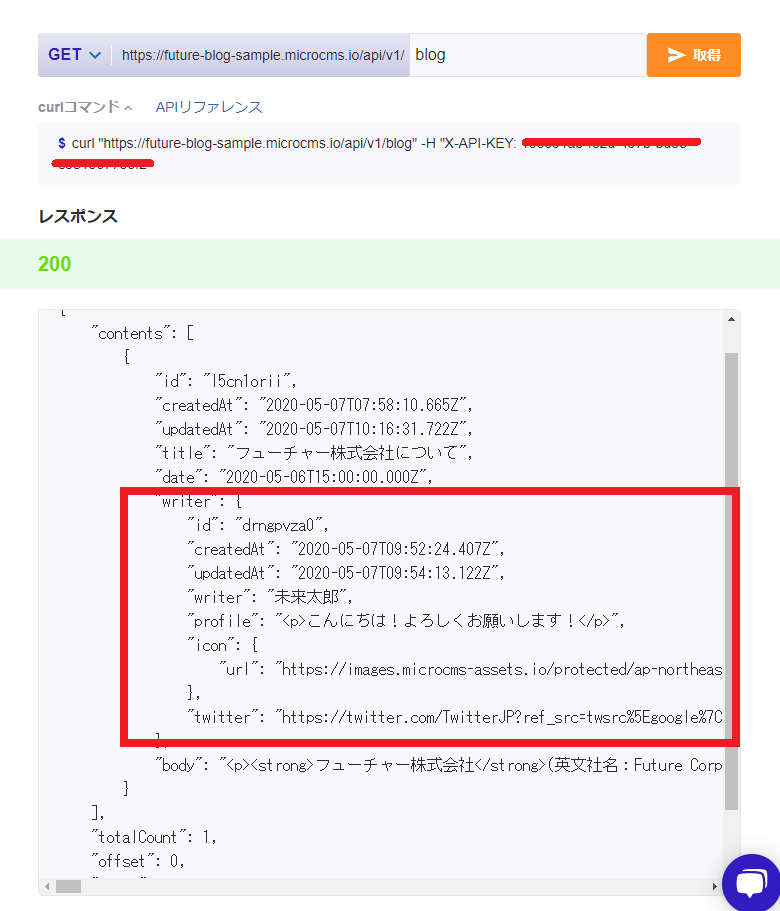 GET https://future-blog-sample.microcms.io/api/v1/ blog 取得
curlコマンド APIリファレンス
$ curl "https://future-blog-sample.microcms.io/api/v1/blog" -H "X-API-KEY:
レスポンス
200
"contents": [
{
"id": "l5cn1orii",
"createdAt": "2020-05-07T07:58:10.665Z",
"updatedAt": "2020-05-07T10:16:31.722Z",
"title": "フューチャー株式会社について",
"date": "2020-05-06T15:00:00.000Z",
"writer": {
"id": "drngpvza0",
"createdAt": "2020-05-07T09:52:24.407Z",
"updatedAt": "2020-05-07T09:54:13.122Z",
"writer": "未来太郎",
"profile": "<p>こんにちは！よろしくお願いします！</p>",
"icon": {
"url": "https://images.microcms-assets.io/protected/ap-northeas
},
"twitter": "https://twitter.com/TwitterJP?ref_src=twsrc%5Egoogle%7C
},
"body": "<p><strong>フューチャー株式会社</strong>(英文社名：Future Corp
}
],
"totalCount": 1,
"offset": 0,